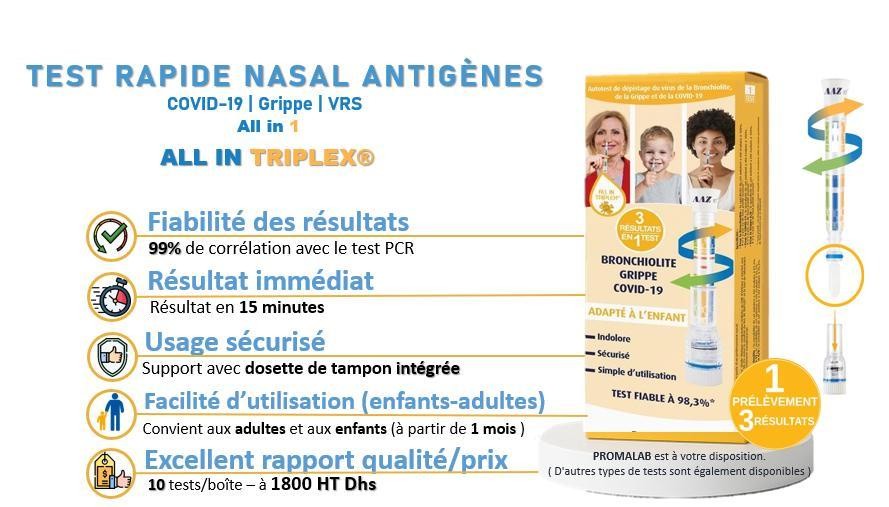 TEST RAPIDE NASAL ANTIGÈNES
COVID-19 | Grippe | VRS
All in 1
ALL IN TRIPLEX®
Fiabilité des résultats
99% de corrélation avec le test PCR
Résultat immédiat
Résultat en 15 minutes
Usage sécurisé
Support avec dosette de tampon intégrée
Facilité d'utilisation (enfants-adultes)
Convient aux adultes et aux enfants (à partir de 1 mois )
Excellent rapport qualité/prix
10 tests/boîte – à 1800 HT Dhs
Autotest de dépistage du virus de la Bronchiolite,
de la Grippe et de la COVID-19
1
ALL IN
TRIPLEX
AAZ
3
RÉSULTATS
EN 1 TEST
BRONCHIOLITE
GRIPPE
COVID-19
ADAPTÉ À L'ENFANT
Indolore
Sécurisé
Simple d'utilisation
TEST FIABLE À 98,3%*
AAZ
1
PRÉLÈVEMENT
3 RÉSULTATS
PROMALAB est à votre disposition.
( D'autres types de tests sont également disponibles )